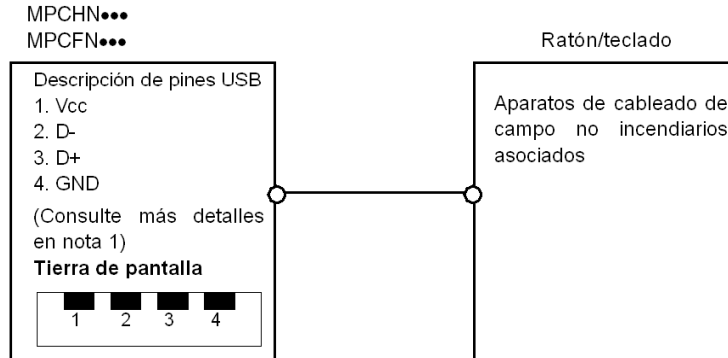 MPCHN•••
MPCFN•••
Ratón/teclado
Descripción de pines USB
1. Vcc
2. D-
3. D+
4. GND
(Consulte más detalles
en nota 1)
Tierra de pantalla
1 2 3 4
Aparatos de cableado de
campo no incendiarios
asociados